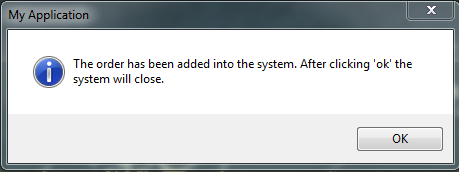 My Application
The order has been added into the system. After clicking 'ok' the
system will close.
OK